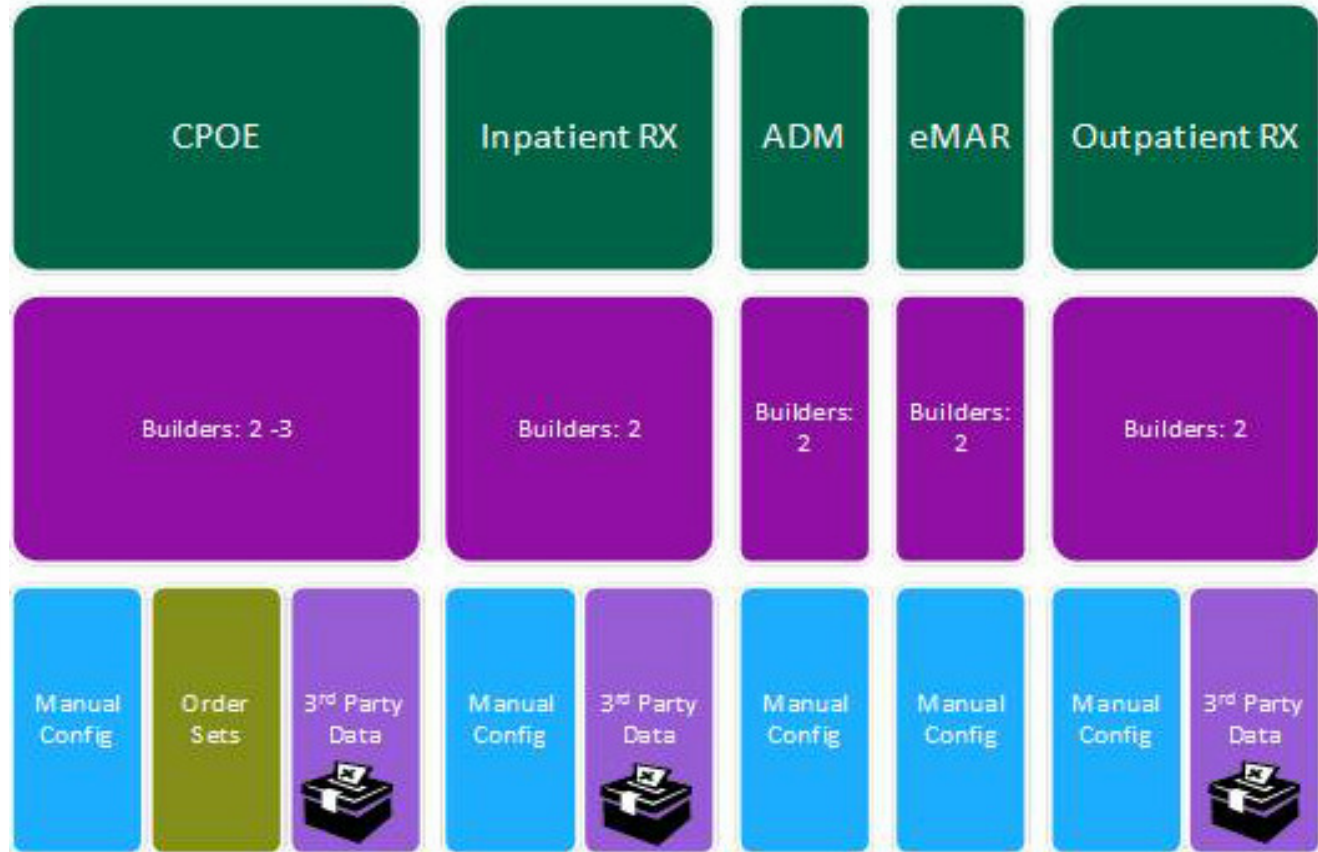 CPOE
Inpatient RX
ADM
eMAR
Outpatient RX
Builders: 2 -3
Builders: 2
Builders:
2
Builders:
2
Builders: 2
Manual
Config
Order
Sets
3rd Party
Data
Manual
Config
3rd Party
Data
Manual
Config
Manual
Config
Manual
Config
3rd Party
Data